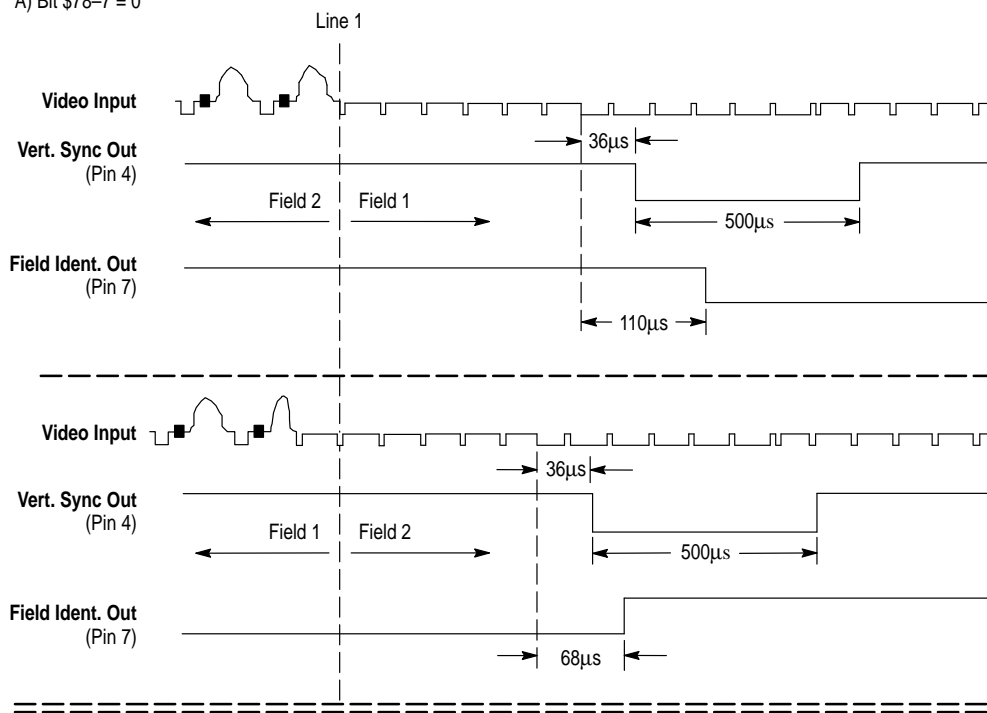 A) Bit $78–7 = 0
Line 1
Video Input
36µs
Vert. Sync Out
(Pin 4)
Field 2
Field 1
500µs
Field Ident. Out
(Pin 7)
110µs
Video Input
36µs
Vert. Sync Out
(Pin 4)
Field 1
Field 2
500µs
Field Ident. Out
(Pin 7)
68µs